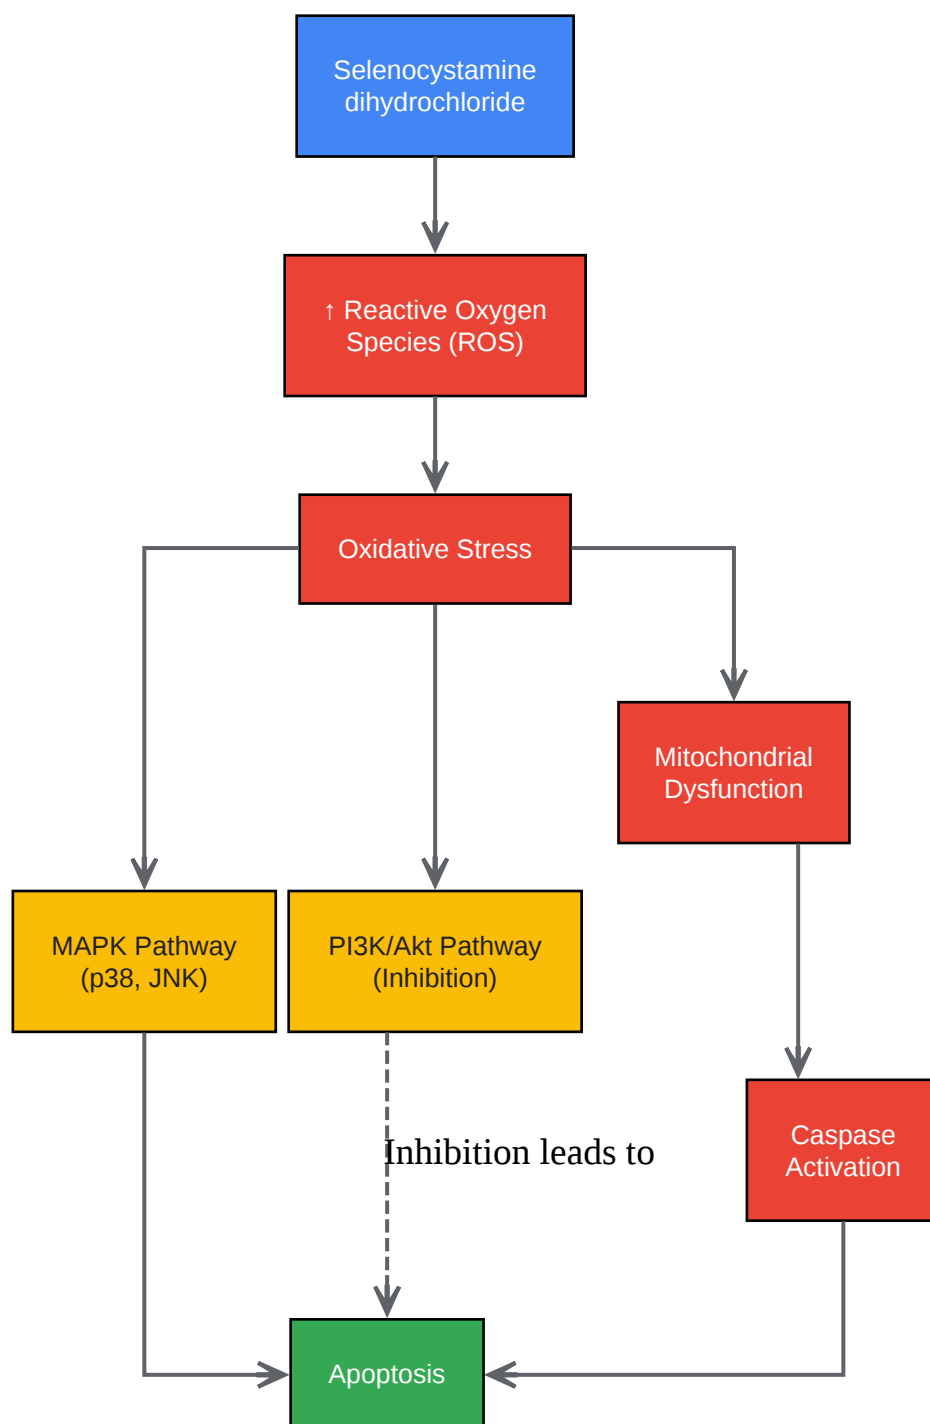 Selenocystamine
dihydrochloride
↑ Reactive Oxygen
Species (ROS)
Oxidative Stress
Mitochondrial
Dysfunction
MAPK Pathway
(p38, JNK)
PI3K/Akt Pathway
(Inhibition)
Inhibition leads to
Caspase
Activation
Apoptosis